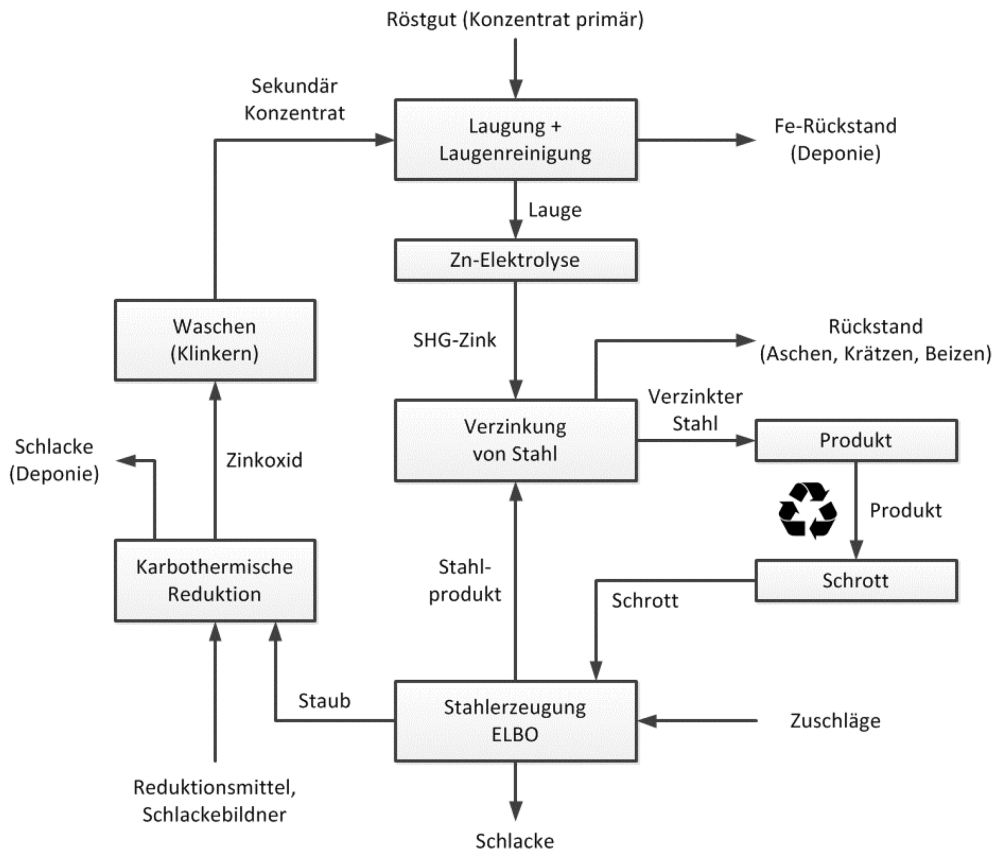 Röstgut (Konzentrat primär)
Sekundär
Konzentrat
Laugung +
Laugenreinigung
Fe-Rückstand
(Deponie)
Lauge
Zn-Elektrolyse
Waschen
(Klinkern)
SHG-Zink
Rückstand
(Aschen, Krätzen, Beizen)
Verzinkung
von Stahl
Verzinkter
Stahl
Produkt
Schlacke
(Deponie)
Zinkoxid
Produkt
Karbothermische
Reduktion
Stahl-
produkt
Schrott
Schrott
Staub
Stahlerzeugung
ELBO
Zuschläge
Reduktionsmittel,
Schlackebildner
Schlacke